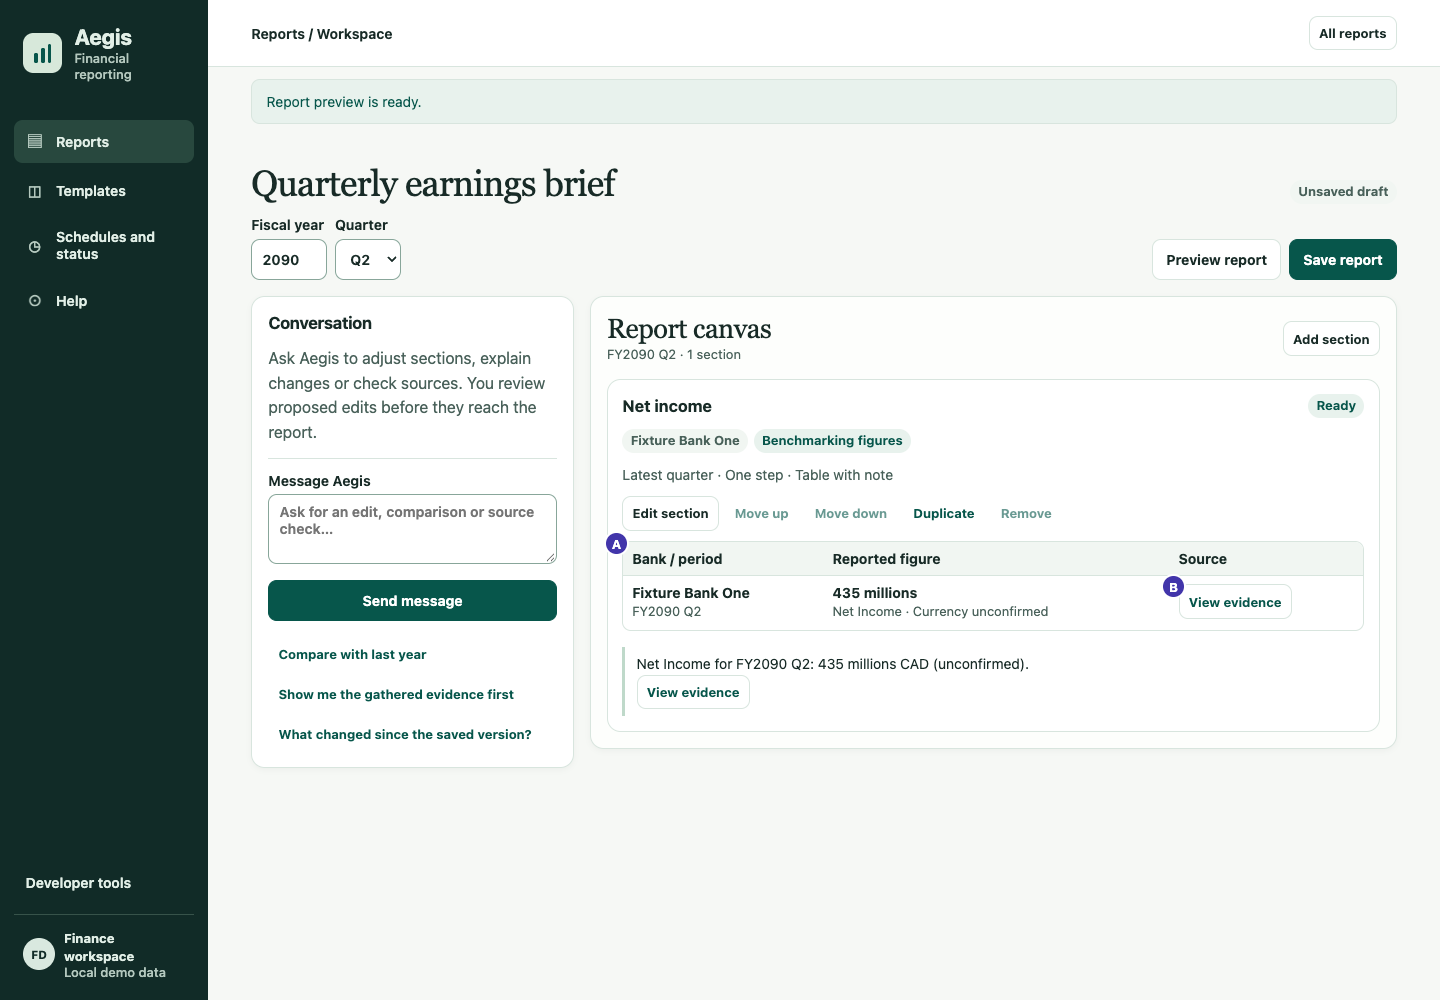 Aegis
Financial
reporting
Reports
Templates
Schedules and
status
Help
Developer tools
FD
Finance
workspace
Local demo data
Reports / Workspace
All reports
Report preview is ready.
Quarterly earnings brief
Unsaved draft
Fiscal year
Quarter
2090
Q2
Preview report
Save report
Conversation
Ask Aegis to adjust sections, explain
changes or check sources. You review
proposed edits before they reach the
report.
Message Aegis
Ask for an edit, comparison or source
check...
Send message
Compare with last year
Show me the gathered evidence first
What changed since the saved version?
Report canvas
FY2090 Q2 · 1 section
Add section
Net income
Ready
Fixture Bank One
Benchmarking figures
Latest quarter · One step · Table with note
Edit section
Move up
Move down
Duplicate
Remove
A
Bank / period
Reported figure
Source
B
Fixture Bank One
FY2090 Q2
435 millions
Net Income · Currency unconfirmed
View evidence
Net Income for FY2090 Q2: 435 millions CAD (unconfirmed).
View evidence